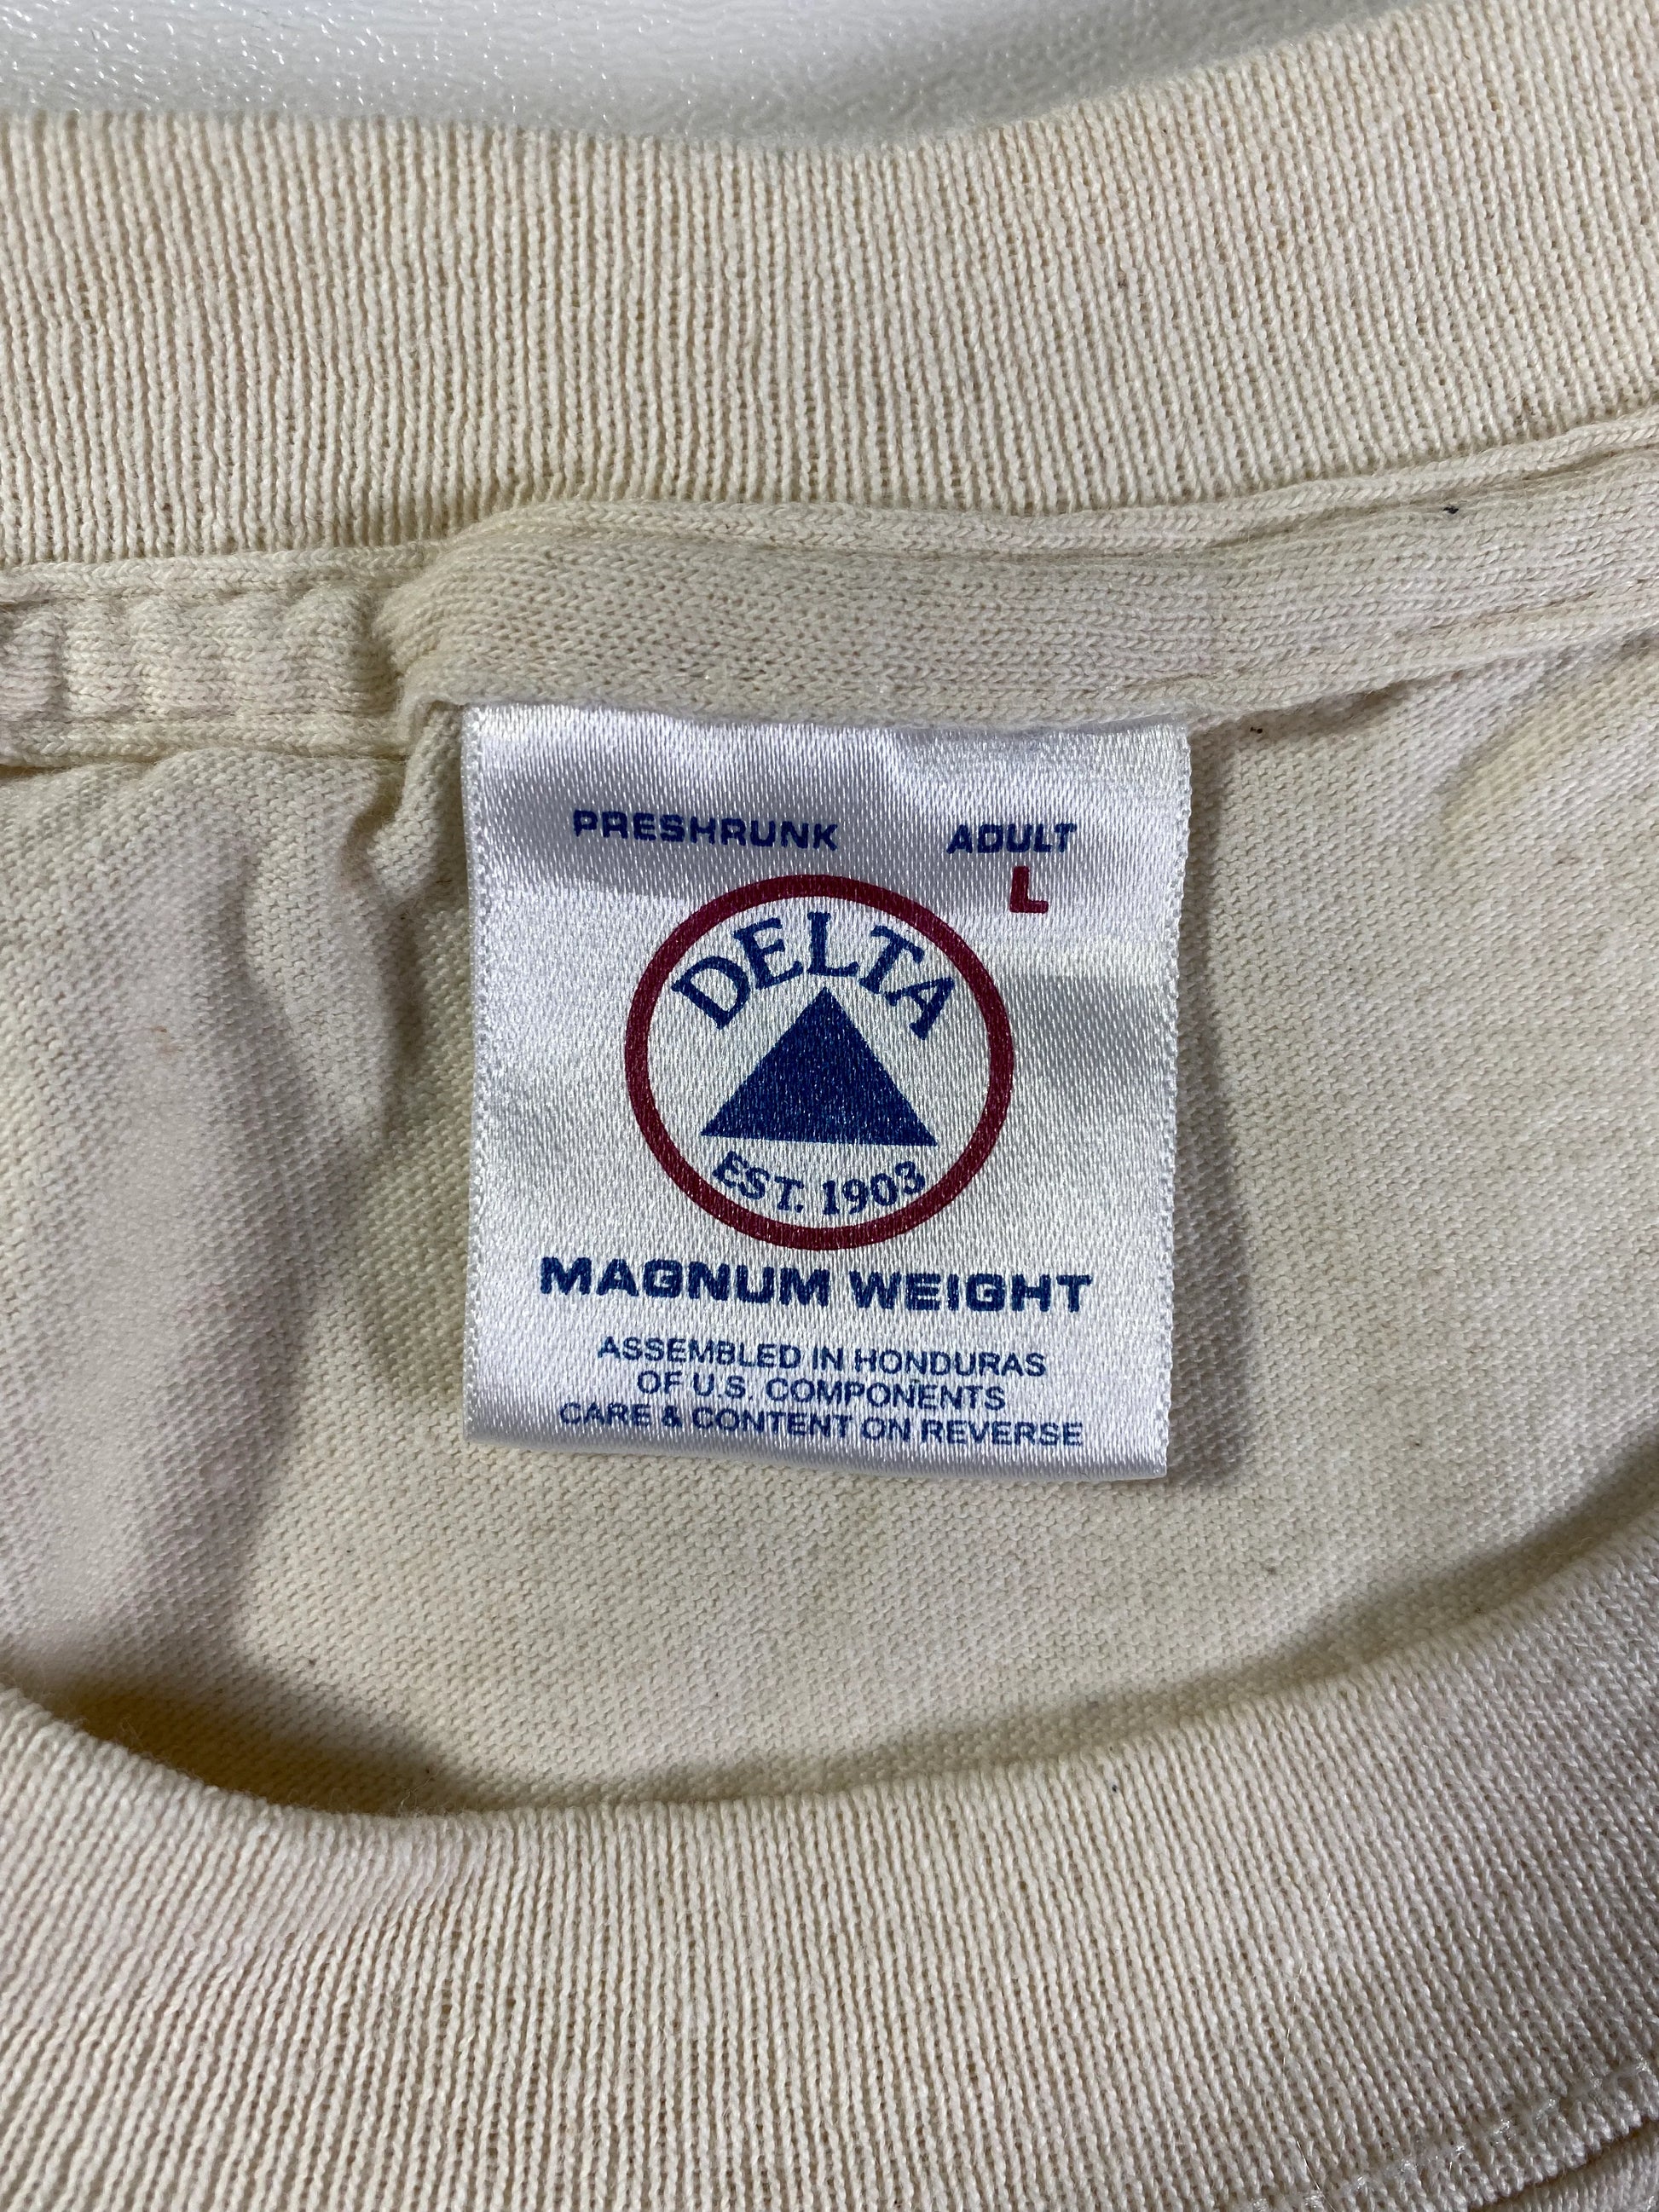 PRESHRUNK ADULT
L
DELTA
EST. 1903
MAGNUM WEIGHT
ASSEMBLED IN HONDURAS
OF U.S. COMPONENTS
CARE & CONTENT ON REVERSE